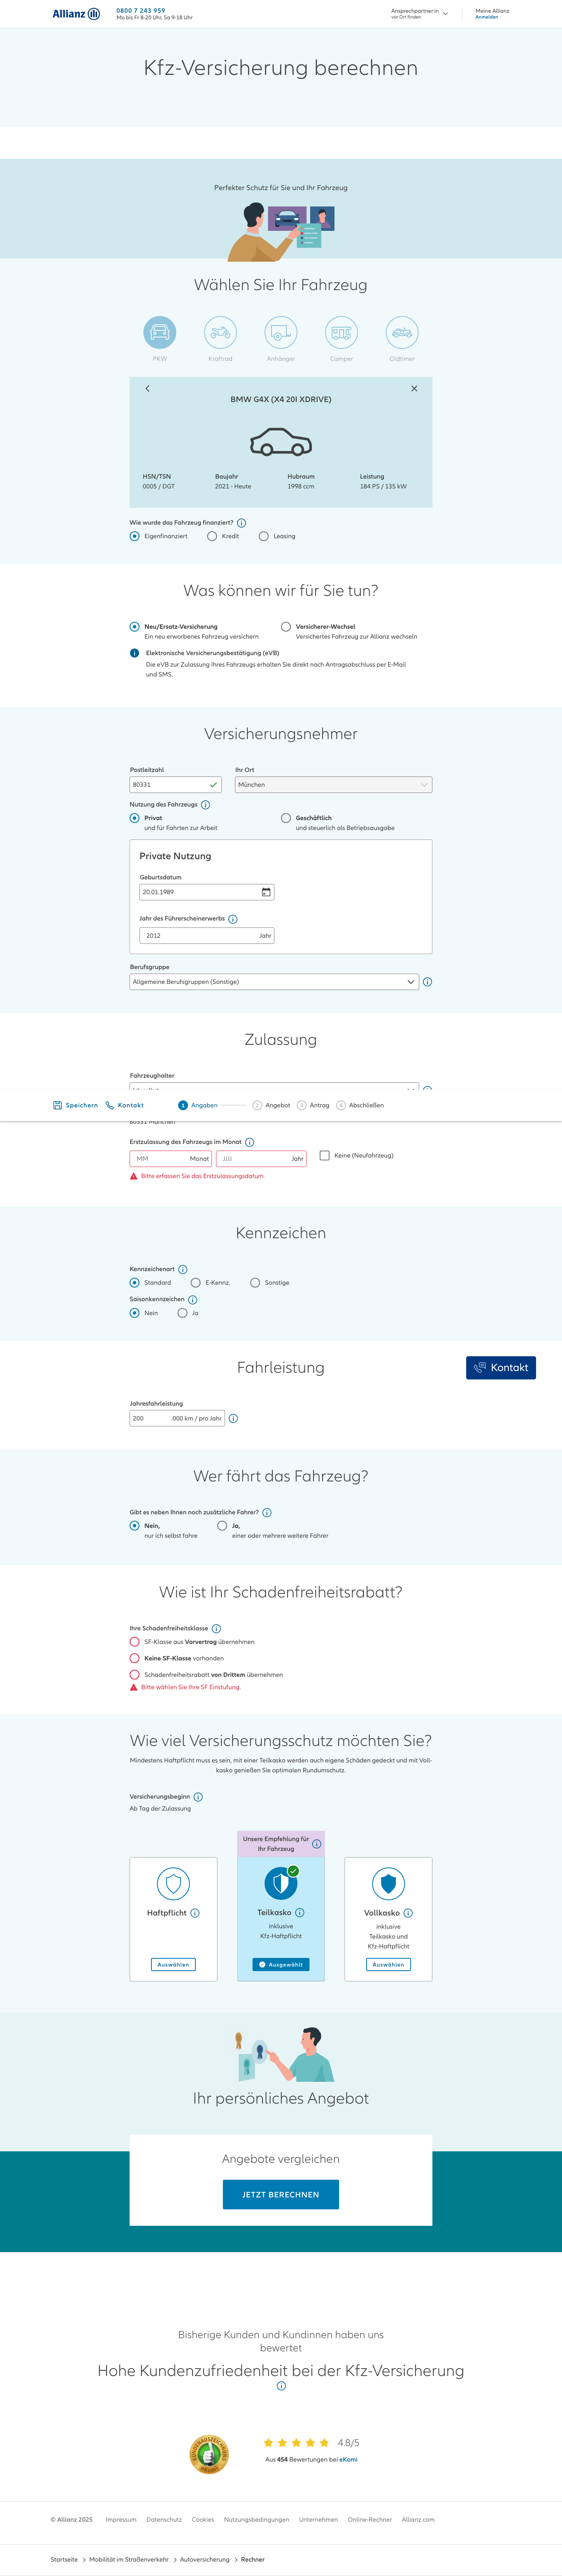 Allianz
0800 7 243 959
Mo bis Fr 8-20 Uhr, Sa 9-18 Uhr
Ansprechpartner:in
vor Ort finden
Meine Allianz
Anmelden
Kfz-Versicherung berechnen
Perfekter Schutz für Sie und Ihr Fahrzeug
Wählen Sie Ihr Fahrzeug
PKW
Kraftrad
Anhänger
Camper
Oldtimer
BMW G4X (X4 20I XDRIVE)
HSN/TSN
Baujahr
Hubraum
Leistung
0005 / DGT
2021 - Heute
1998 ccm
184 PS / 135 kW
Wie wurde das Fahrzeug finanziert?
Eigenfinanziert
Kredit
Leasing
Was können wir für Sie tun?
Neu/Ersatz-Versicherung
Ein neu erworbenes Fahrzeug versichern
Versicherer-Wechsel
Versichertes Fahrzeug zur Allianz wechseln
Elektronische Versicherungsbestätigung (eVB)
Die eVB zur Zulassung Ihres Fahrzeugs erhalten Sie direkt nach Antragsabschluss per E-Mail
und SMS.
Versicherungsnehmer
Postleitzahl
Ihr Ort
80331
München
Nutzung des Fahrzeugs
Privat
und für Fahrten zur Arbeit
Geschäftlich
und steuerlich als Betriebsausgabe
Private Nutzung
Geburtsdatum
20.01.1989
Jahr des Führerscheinerwerbs
2012
Jahr
Berufsgruppe
Allgemeine Berufsgruppen (Sonstige)
Zulassung
Fahrzeughalter
Speichern
Kontakt
1 Angaben
2 Angebot
3 Antrag
4 Abschließen
80331 München
Erstzulassung des Fahrzeugs im Monat
MM
Monat
JJJJ
Jahr
Keine (Neufahrzeug)
Bitte erfassen Sie das Erstzulassungsdatum.
Kennzeichen
Kennzeichenart
Standard
E-Kennz.
Sonstige
Saisonkennzeichen
Nein
Ja
Fahrleistung
Kontakt
Jahresfahrleistung
200
.000 km / pro Jahr
Wer fährt das Fahrzeug?
Gibt es neben Ihnen noch zusätzliche Fahrer?
Nein,
nur ich selbst fahre
Ja,
einer oder mehrere weitere Fahrer
Wie ist Ihr Schadenfreiheitsrabatt?
Ihre Schadenfreiheitsklasse
SF-Klasse aus Vorvertrag übernehmen
Keine SF-Klasse vorhanden
Schadenfreiheitsrabatt von Drittem übernehmen
Bitte wählen Sie Ihre SF Einstufung.
Wie viel Versicherungsschutz möchten Sie?
Mindestens Haftpflicht muss es sein, mit einer Teilkasko werden auch eigene Schäden gedeckt und mit Voll-
kasko genießen Sie optimalen Rundumschutz.
Versicherungsbeginn
Ab Tag der Zulassung
Unsere Empfehlung für
Ihr Fahrzeug
Haftpflicht
Auswählen
Teilkasko
inklusive
Kfz-Haftpflicht
Ausgewählt
Vollkasko
inklusive
Teilkasko und
Kfz-Haftpflicht
Auswählen
Ihr persönliches Angebot
Angebote vergleichen
JETZT BERECHNEN
Bisherige Kunden und Kundinnen haben uns
bewertet
Hohe Kundenzufriedenheit bei der Kfz-Versicherung
4.8/5
Aus 454 Bewertungen bei eKomi
© Allianz 2025
Impressum
Datenschutz
Cookies
Nutzungsbedingungen
Unternehmen
Online-Rechner
Allianz.com
Startseite
Mobilität im Straßenverkehr
Autoversicherung
Rechner